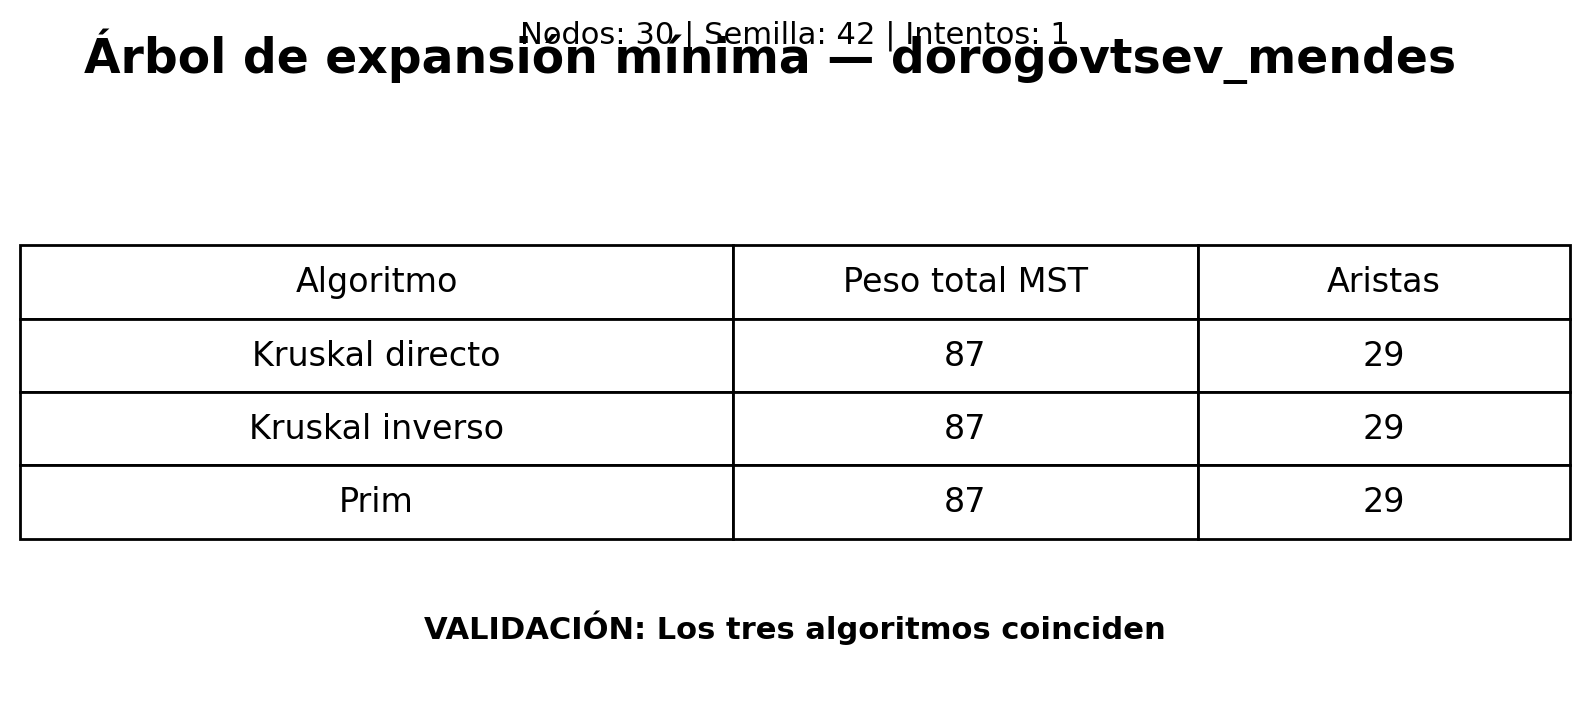 Nodos: 30 | Semilla: 42 | Intentos: 1
Árbol de expansión mínima — dorogovtsev_mendes
Algoritmo Peso total MST Aristas
Kruskal directo 87 29
Kruskal inverso 87 29
Prim 87 29
VALIDACIÓN: Los tres algoritmos coinciden